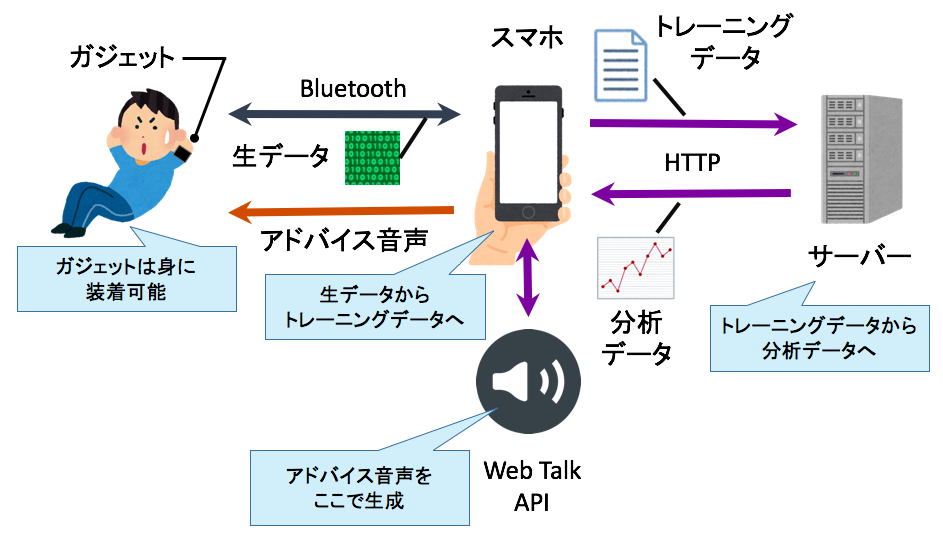 ガジェット
スマホ
トレーニング
データ
Bluetooth
生データ
HTTP
アドバイス音声
サーバー
ガジェットは身に
装着可能
生データから
トレーニングデータへ
分析
データ
トレーニングデータから
分析データへ
アドバイス音声を
ここで生成
Web Talk
API